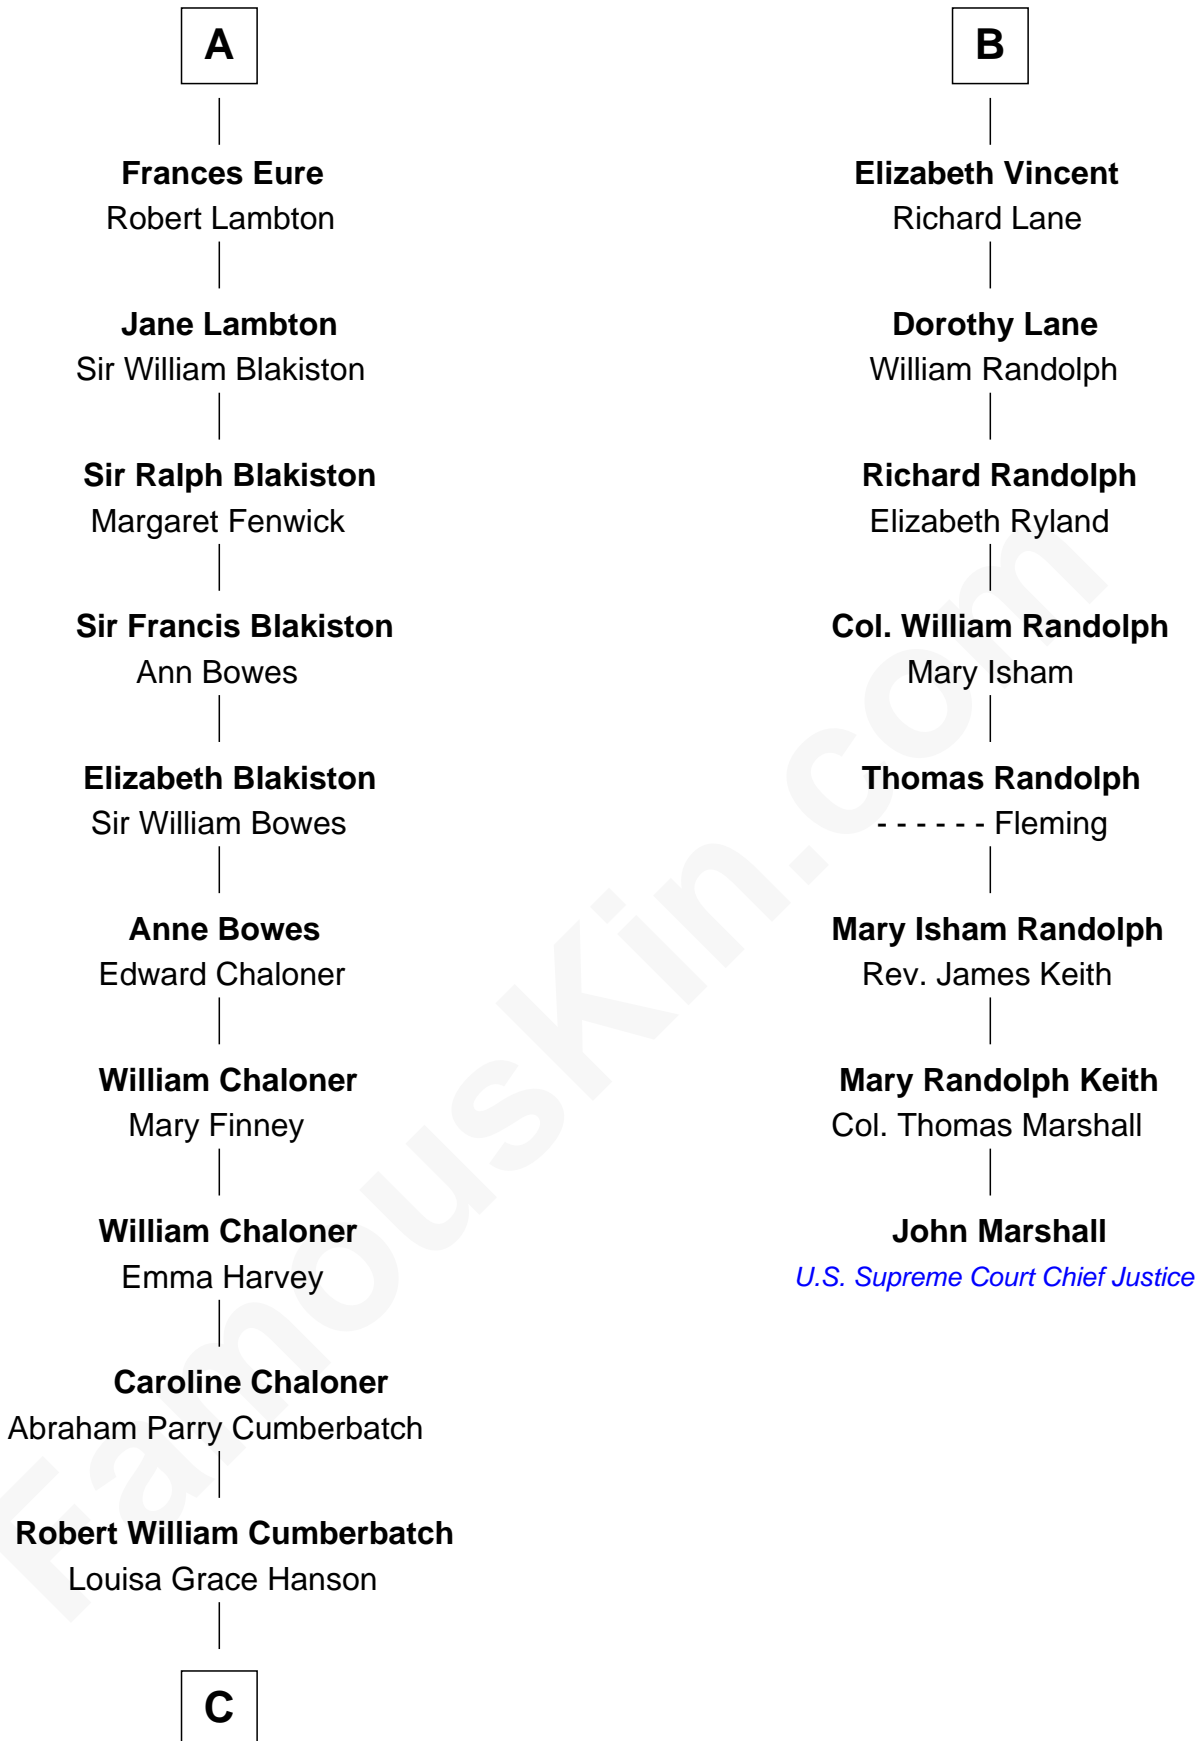 A
Frances Eure
Robert Lambton
Jane Lambton
Sir William Blakiston
Sir Ralph Blakiston
Margaret Fenwick
Sir Francis Blakiston
Ann Bowes
Elizabeth Blakiston
Sir William Bowes
Anne Bowes
Edward Chaloner
William Chaloner
Mary Finney
William Chaloner
Emma Harvey
Caroline Chaloner
Abraham Parry Cumberbatch
Robert William Cumberbatch
Louisa Grace Hanson
C
B
Elizabeth Vincent
Richard Lane
Dorothy Lane
William Randolph
Richard Randolph
Elizabeth Ryland
Col. William Randolph
Mary Isham
Thomas Randolph
- - - - - - Fleming
Mary Isham Randolph
Rev. James Keith
Mary Randolph Keith
Col. Thomas Marshall
John Marshall
U.S. Supreme Court Chief Justice
FamousKin.com